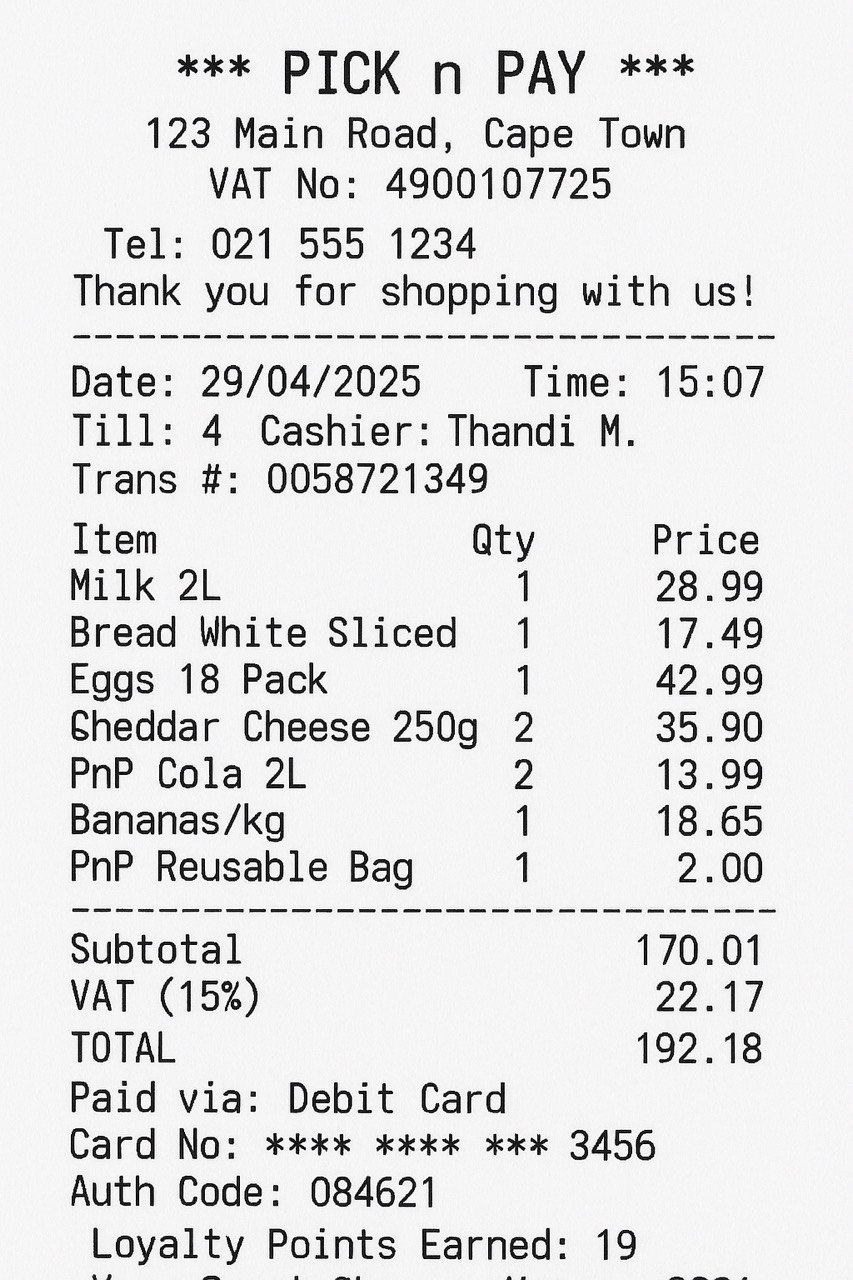 *** PICK n PAY ***
123 Main Road, Cape Town
VAT No: 4900107725
Tel: 021 555 1234
Thank you for shopping with us!
---------------------------------
Date: 29/04/2025 Time: 15:07
Till: 4 Cashier: Thandi M.
Trans #: 0058721349
Item Qty Price
Milk 2L 1 28.99
Bread White Sliced 1 17.49
Eggs 18 Pack 1 42.99
Cheddar Cheese 250g 2 35.90
PnP Cola 2L 2 13.99
Bananas/kg 1 18.65
PnP Reusable Bag 1 2.00
---------------------------------
Subtotal 170.01
VAT (15%) 22.17
TOTAL 192.18
Paid via: Debit Card
Card No: **** **** *** 3456
Auth Code: 084621
Loyalty Points Earned: 19